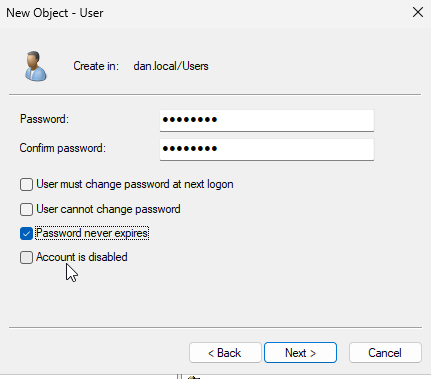 New Object - User
Create in: dan.local/Users
Password: ••••••••
Confirm password: ••••••••
User must change password at next logon
User cannot change password
Password never expires
Account is disabled
< Back Next > Cancel